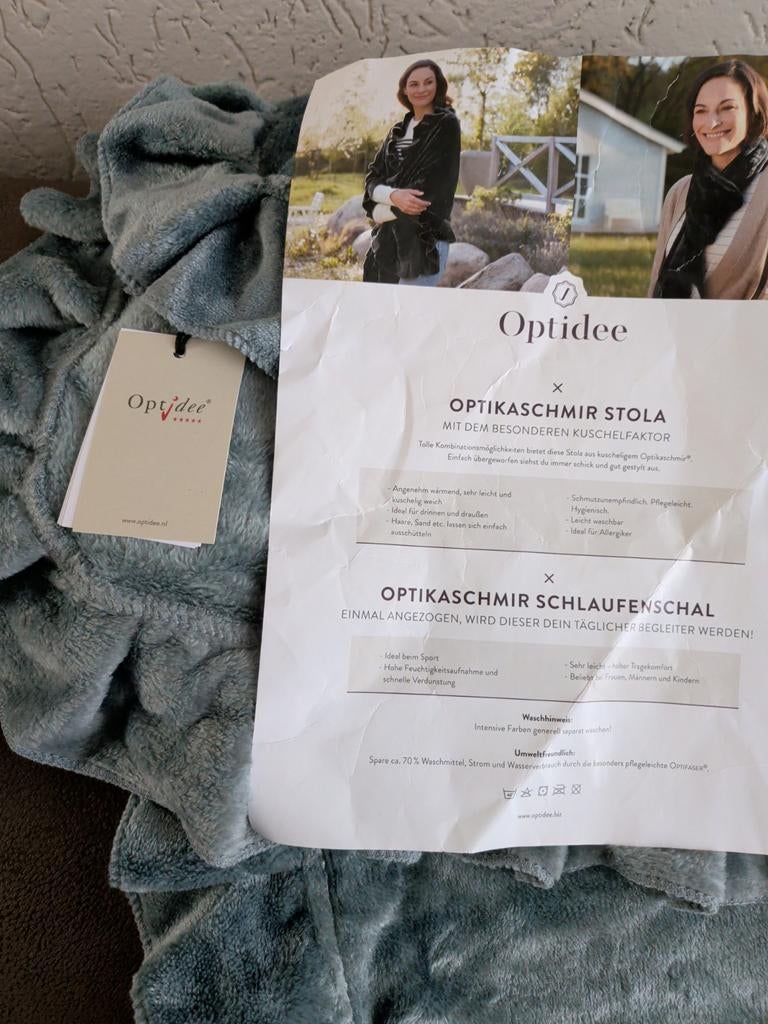 Optidee®
www.optidee.nl
Optidee
OPTIKASCHMIR STOLA
MIT DEM BESONDEREN KUSCHELFAKTOR
Tolle Kombinationsmöglichkeiten bietet diese Stola aus kuscheligem Optikaschmir®.
Einfach übergeworfen siehst du immer schick und gut gestylt aus.
- Angenehm wärmend, sehr leicht und
kuschelig weich
- Ideal für drinnen und draußen
- Haare, Sand etc. lassen sich einfach
ausschütteln
- Schmutzunempfindlich. Pflegeleicht.
Hygienisch.
- Leicht waschbar
- Ideal für Allergiker
OPTIKASCHMIR SCHLAUFENSCHAL
EINMAL ANGEZOGEN, WIRD DIESER DEIN TÄGLICHER BEGLEITER WERDEN!
- Ideal beim Sport
- Hohe Feuchtigkeitsaufnahme und
schnelle Verdunstung
- Sehr leicht - hoher Tragekomfort
- Beliebt bei Frauen, Männern und Kindern
Waschhinweis:
Intensive Farben generell separat waschen!
Umweltfreundlich:
Spare ca. 70 % Waschmittel, Strom und Wasserverbrauch durch die besonders pflegeleichte OPTIFASER®.
www.optidee.biz